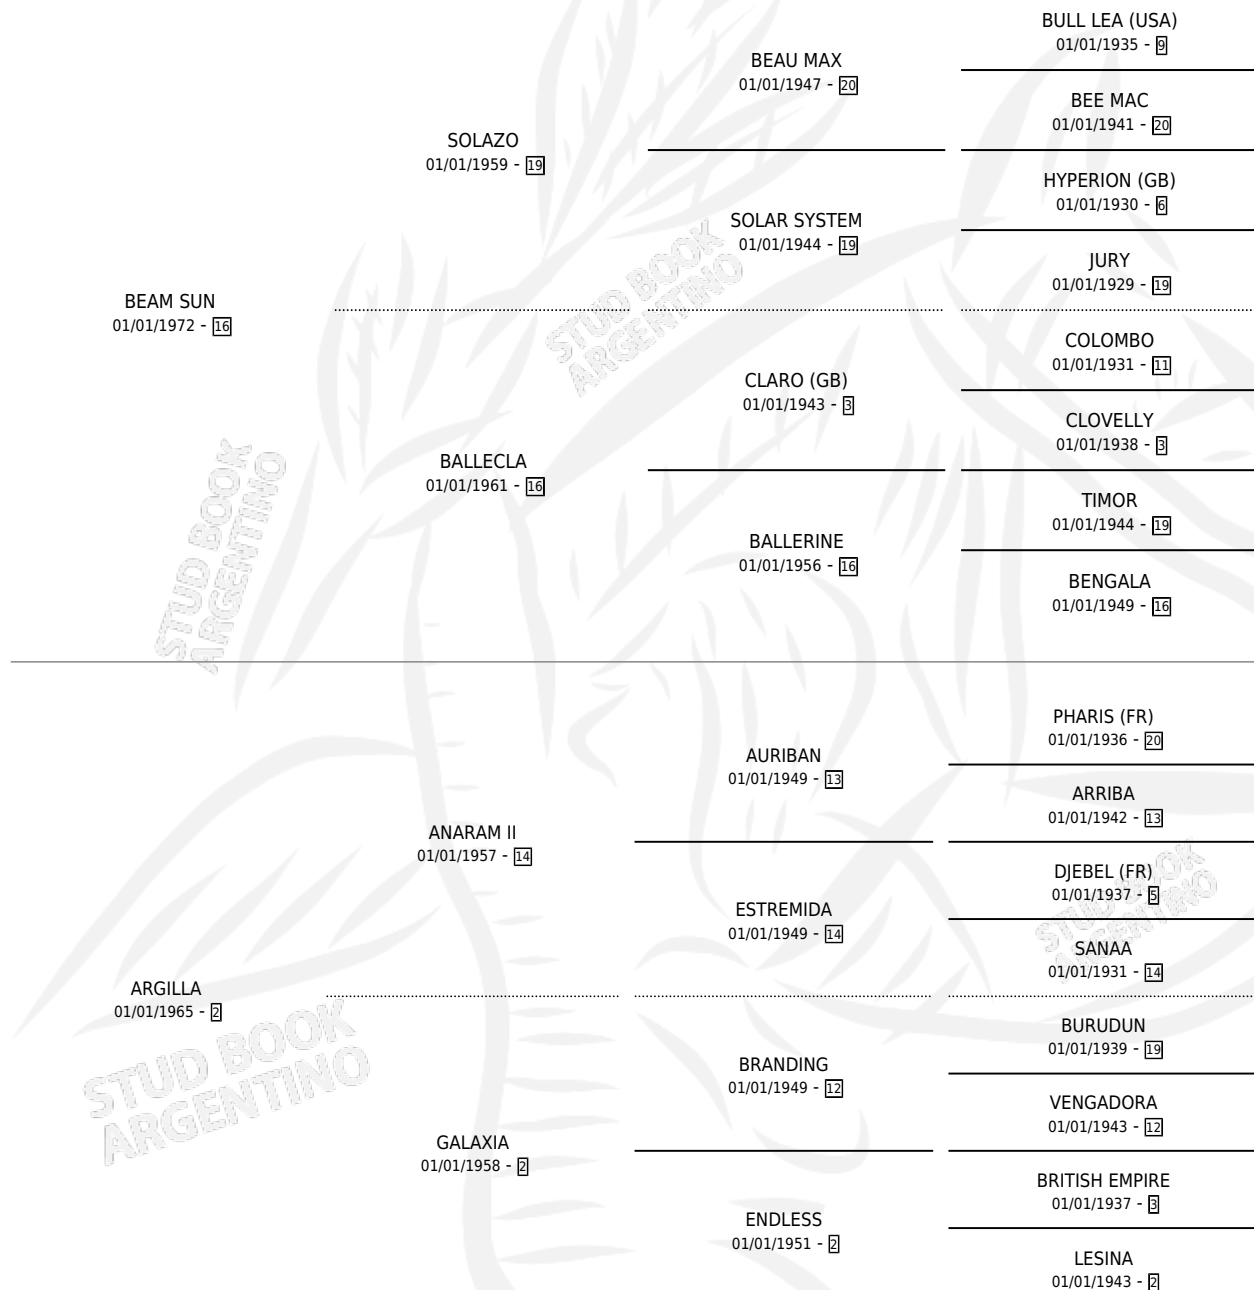 BULL LEA (USA)
01/01/1935 - 9
BEAU MAX
01/01/1947 - 20
BEE MAC
01/01/1941 - 20
SOLAZO
01/01/1959 - 19
HYPERION (GB)
01/01/1930 - 6
SOLAR SYSTEM
01/01/1944 - 19
JURY
01/01/1929 - 19
BEAM SUN
01/01/1972 - 16
STUD BOOK
ARGENTINO
COLOMBO
01/01/1931 - 11
CLARO (GB)
01/01/1943 - 3
CLOVELLY
01/01/1938 - 3
BALLECLA
01/01/1961 - 16
TIMOR
01/01/1944 - 19
BALLERINE
01/01/1956 - 16
BENGALA
01/01/1949 - 16
STUD BOOK
ARGENTINO
PHARIS (FR)
01/01/1936 - 20
AURIBAN
01/01/1949 - 13
ARRIBA
01/01/1942 - 13
ANARAM II
01/01/1957 - 14
DJEBEL (FR)
01/01/1937 - 5
ESTREMIDA
01/01/1949 - 14
SANAA
01/01/1931 - 14
STUD BOOK
ARGENTINO
ARGILLA
01/01/1965 - 2
BURUDUN
01/01/1939 - 19
BRANDING
01/01/1949 - 12
VENGADORA
01/01/1943 - 12
STUD BOOK
ARGENTINO
GALAXIA
01/01/1958 - 2
BRITISH EMPIRE
01/01/1937 - 3
ENDLESS
01/01/1951 - 2
LESINA
01/01/1943 - 2